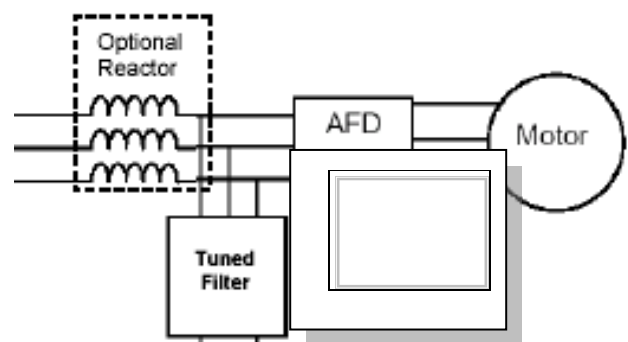 Optional
Reactor
AFD
Motor
Tuned
Filter